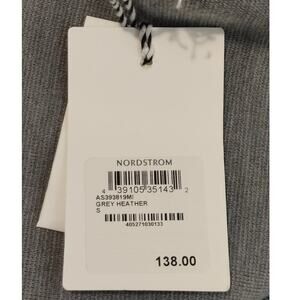 NORDSTROM
4 39105 35143 2
AS393819MI
GREY HEATHER
S
405271030133
138.00